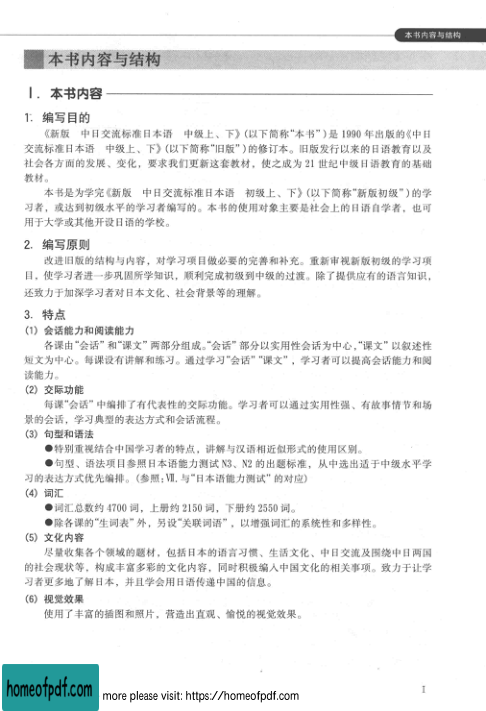 本书内容与结构
本书内容与结构
Ⅰ. 本书内容
1. 编写目的
《新版　中日交流标准日本语　中级上、下》(以下简称“本书”)是 1990 年出版的《中日
交流标准日本语　中级上、下》(以下简称“旧版”)的修订本。旧版发行以来的日语教育以及
社会各方面的发展、变化，要求我们更新这套教材，使之成为 21 世纪中级日语教育的基础
教材。
本书是为学完《新版　中日交流标准日本语　初级上、下》(以下简称“新版初级”)的学
习者，或达到初级水平的学习者编写的。本书的使用对象主要是社会上的日语自学者，也可
用于大学或其他开设日语的学校。
2. 编写原则
改进旧版的结构与内容，对学习项目做必要的完善和补充。重新审视新版初级的学习项
目，使学习者进一步巩固所学知识，顺利完成初级到中级的过渡。除了提供应有的语言知识，
还致力于加深学习者对日本文化、社会背景等的理解。
3. 特点
(1) 会话能力和阅读能力
各课由“会话”和“课文”两部分组成。“会话”部分以实用性会话为中心，“课文”以叙述性
短文为中心。每课设有讲解和练习。通过学习“会话”“课文”，学习者可以提高会话能力和阅
读能力。
(2) 交际功能
每课“会话”中编排了有代表性的交际功能。学习者可以通过实用性强、有故事情节和场
景的会话，学习典型的表达方式和会话流程。
(3) 句型和语法
●特别重视结合中国学习者的特点，讲解与汉语相近似形式的使用区别。
●句型、语法项目参照日本语能力测试 N3、N2 的出题标准，从中选出适于中级水平学
习的表达方式优先编排。(参照：Ⅶ. 与“日本语能力测试”的对应)
(4) 词汇
●词汇总数约 4700 词，上册约 2150 词，下册约 2550 词。
●除各课的“生词表”外，另设“关联词语”，以增强词汇的系统性和多样性。
(5) 文化内容
尽量收集各个领域的题材，包括日本的语言习惯、生活文化、中日交流及围绕中日两国
的社会现状等，构成丰富多彩的文化内容，同时积极编入中国文化的相关事项。致力于让学
习者更多地了解日本，并且学会用日语传递中国的信息。
(6) 视觉效果
使用了丰富的插图和照片，营造出直观、愉悦的视觉效果。
I
homeofpdf.com
more please visit: https://homeofpdf.com